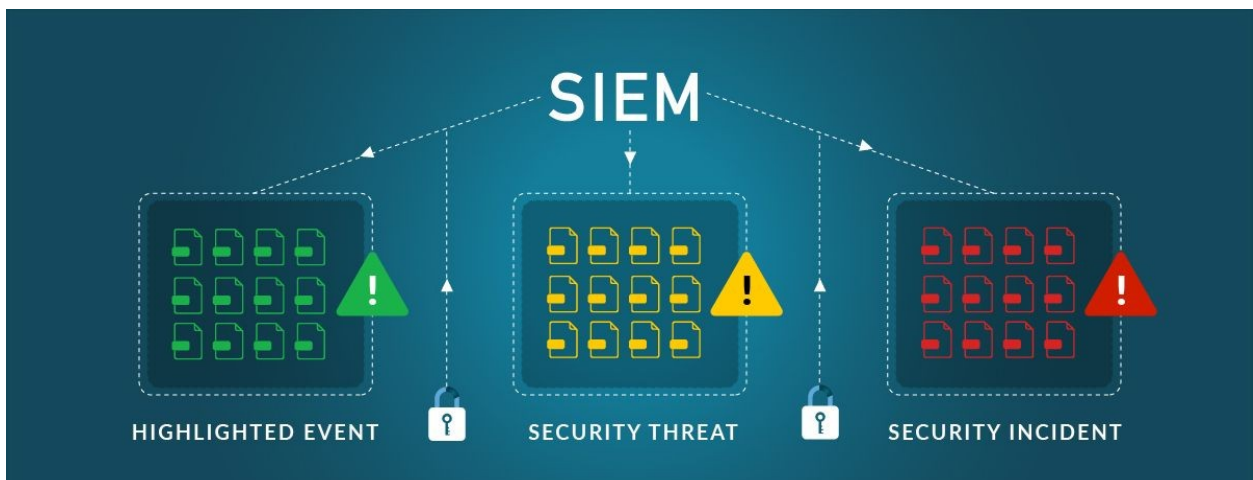 SIEM
!
!
!
HIGHLIGHTED EVENT
SECURITY THREAT
SECURITY INCIDENT